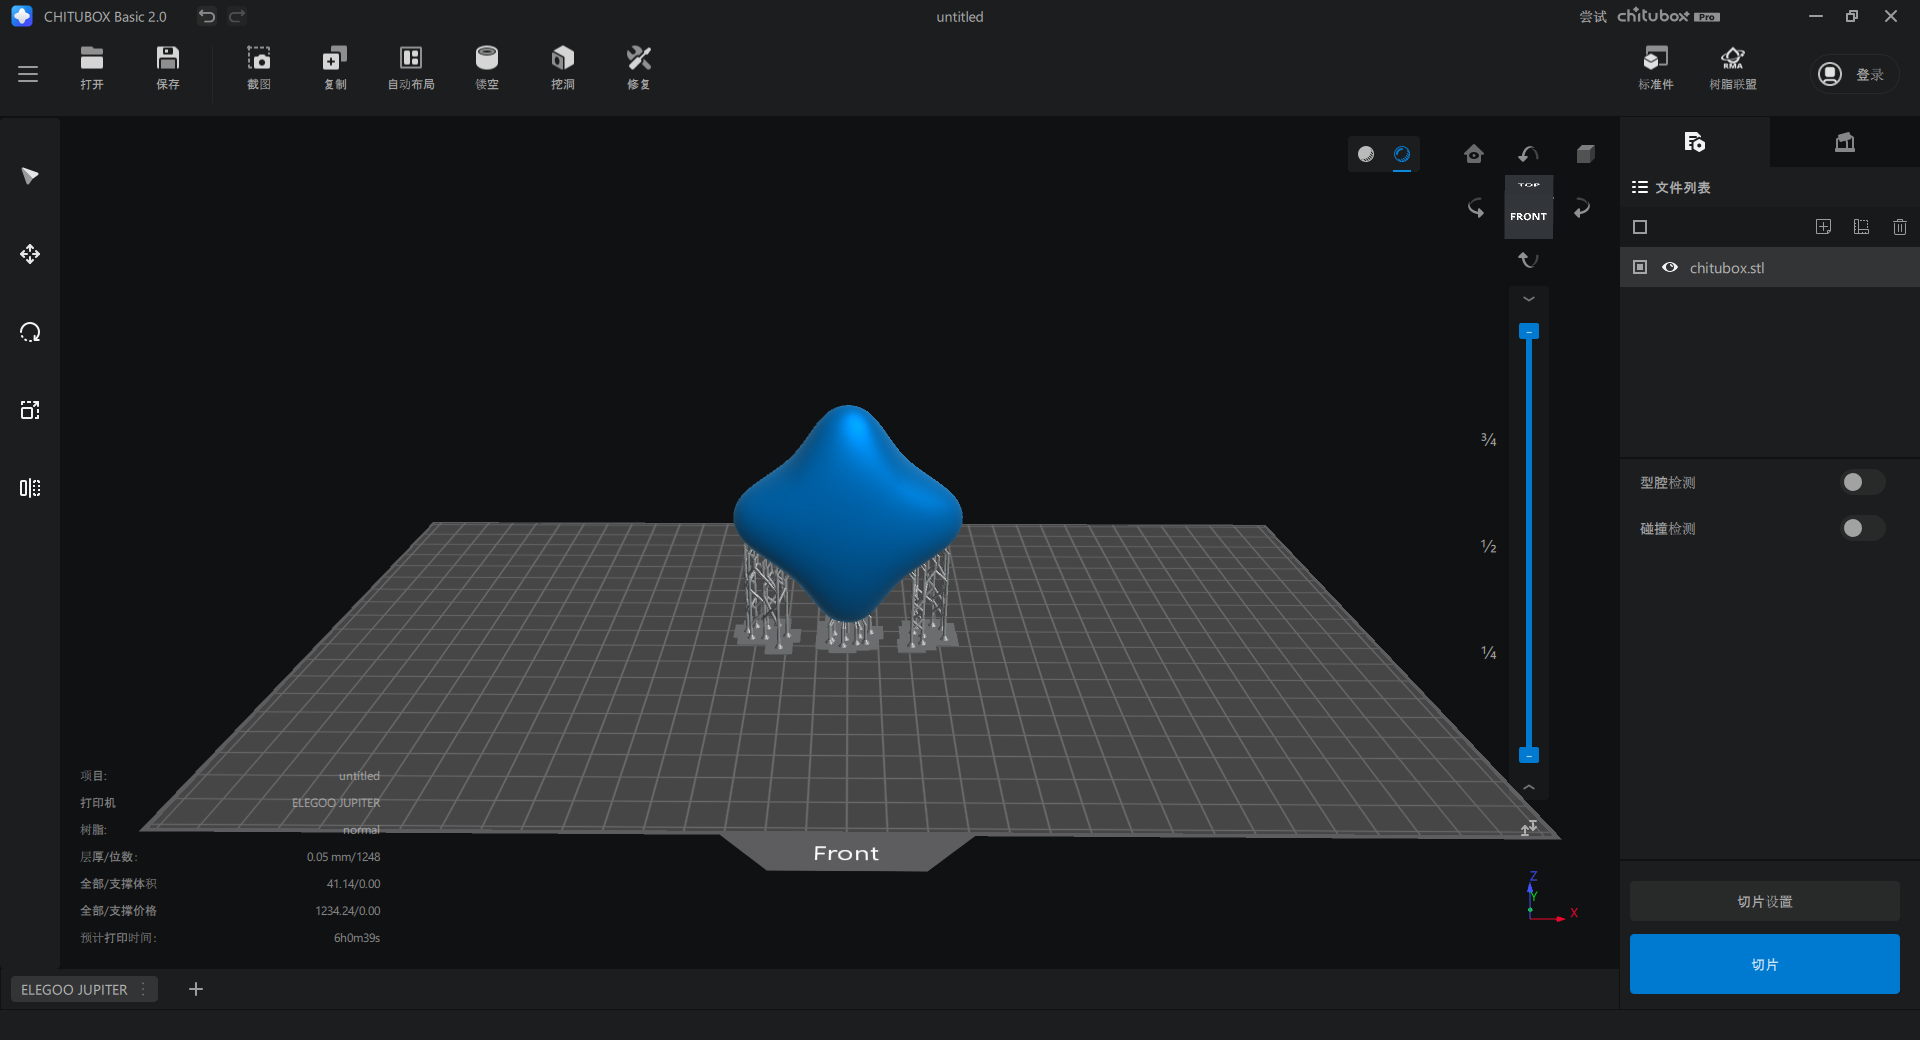 CHITUBOX Basic 2.0
untitled
尝试 chitubox Pro
打开
保存
截图
复制
自动布局
镂空
挖洞
修复
标准件
RMA
树脂联盟
登录
TOP
FRONT
文件列表
chitubox.stl
3/4
型腔检测
碰撞检测
1/2
1/4
项目: untitled
打印机 ELEGOO JUPITER
树脂: normal
层厚/位数: 0.05 mm/1248
全部/支撑体积 41.14/0.00
全部/支撑价格 1234.24/0.00
预计打印时间: 6h0m39s
Front
Z
Y
X
切片设置
切片
ELEGOO JUPITER